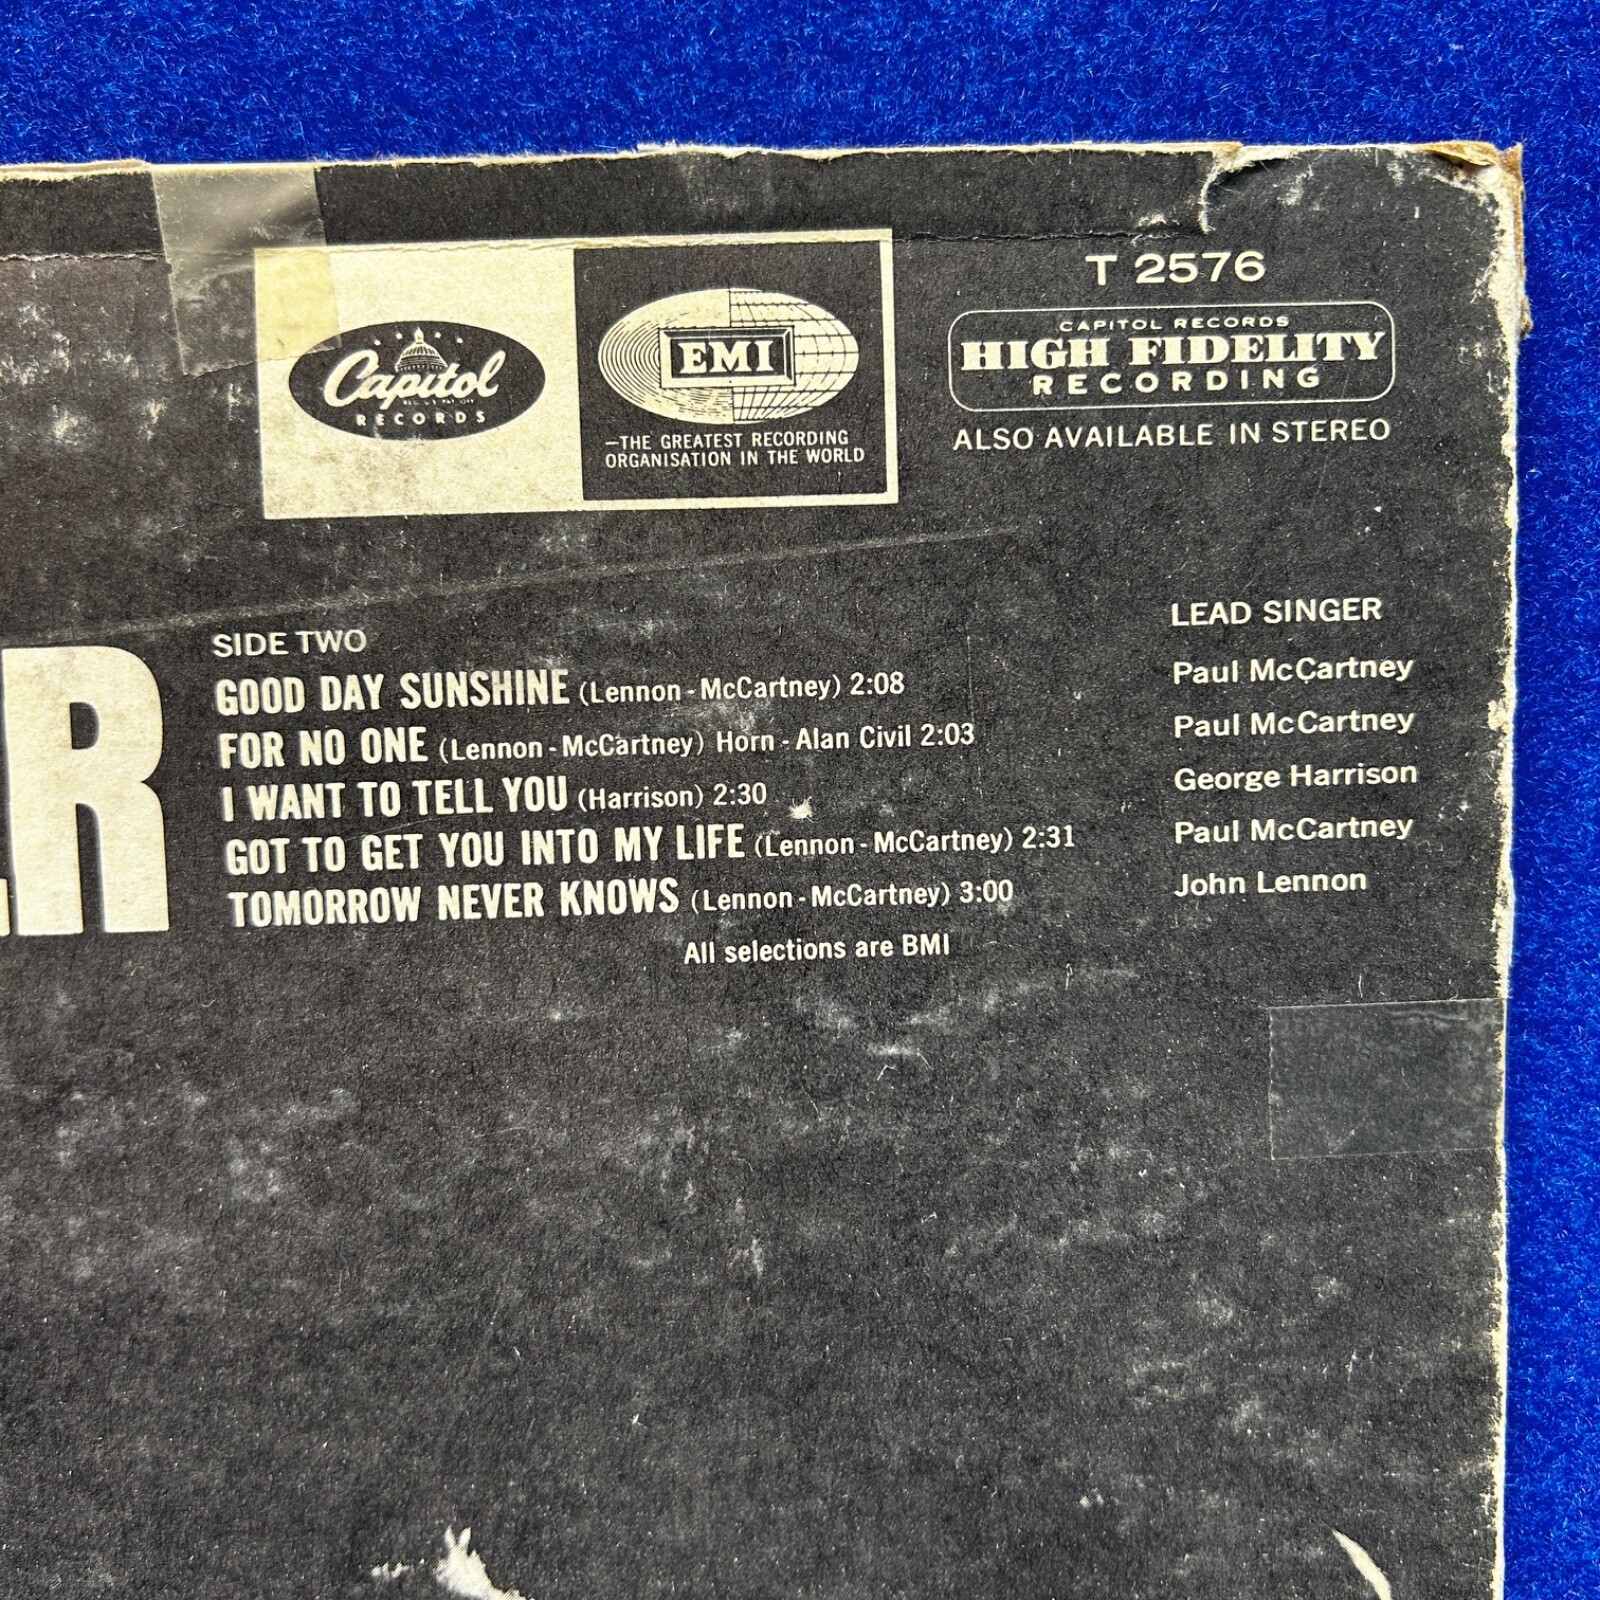 Capitol
RECORDS
EMI
—THE GREATEST RECORDING
ORGANISATION IN THE WORLD
T 2576
CAPITOL RECORDS
HIGH FIDELITY
RECORDING
ALSO AVAILABLE IN STEREO
R
SIDE TWO
LEAD SINGER
GOOD DAY SUNSHINE (Lennon - McCartney) 2:08 Paul McCartney
FOR NO ONE (Lennon - McCartney) Horn - Alan Civil 2:03 Paul McCartney
I WANT TO TELL YOU (Harrison) 2:30 George Harrison
GOT TO GET YOU INTO MY LIFE (Lennon - McCartney) 2:31 Paul McCartney
TOMORROW NEVER KNOWS (Lennon - McCartney) 3:00 John Lennon
All selections are BMI